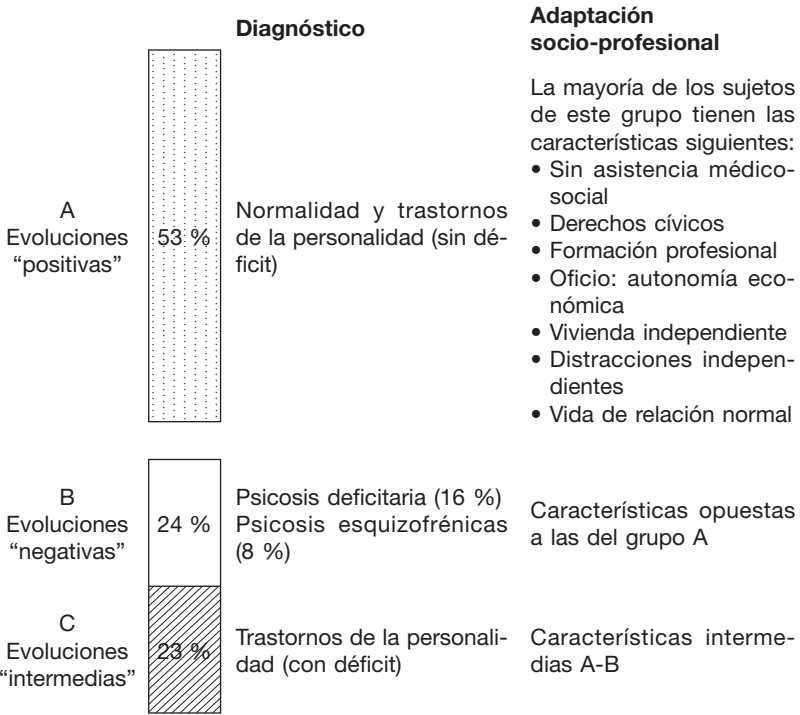 Diagnóstico
Adaptación
socio-profesional
A
Evoluciones
“positivas”
53 %
Normalidad y trastornos
de la personalidad (sin dé-
ficit)
La mayoría de los sujetos
de este grupo tienen las
características siguientes:
• Sin asistencia médico-
social
• Derechos cívicos
• Formación profesional
• Oficio: autonomía eco-
nómica
• Vivienda independiente
• Distracciones indepen-
dientes
• Vida de relación normal
B
Evoluciones
“negativas”
24 %
Psicosis deficitaria (16 %)
Psicosis esquizofrénicas
(8 %)
Características opuestas
a las del grupo A
C
Evoluciones
“intermedias”
23 %
Trastornos de la personali-
dad (con déficit)
Características interme-
dias A-B